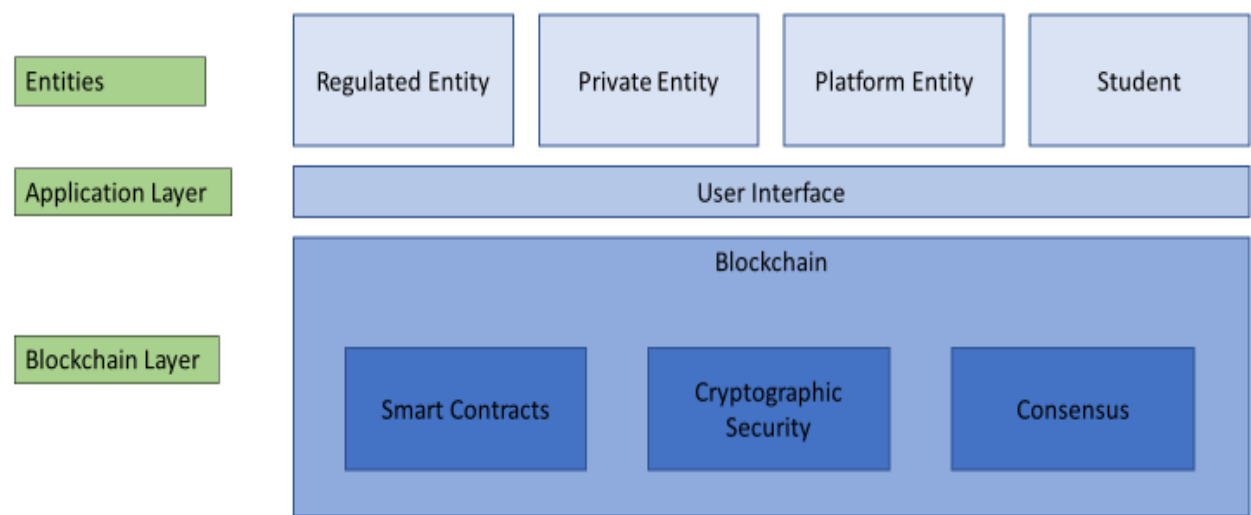 Entities
Regulated Entity
Private Entity
Platform Entity
Student
Application Layer
User Interface
Blockchain
Blockchain Layer
Smart Contracts
Cryptographic
Security
Consensus